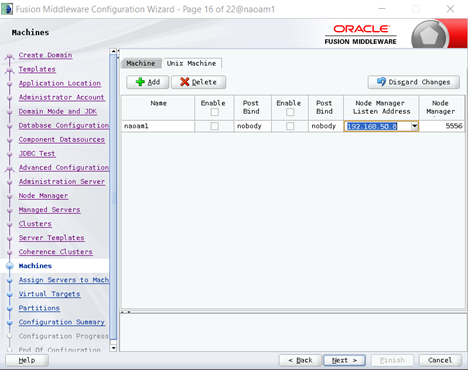 Fusion Middleware Configuration Wizard - Page 16 of 22@naoam1
Machines
ORACLE
FUSION MIDDLEWARE
Create Domain
Templates
Application Location
Administrator Account
Domain Mode and JDK
Database Configuration
Component Datasources
JDBC Test
Advanced Configuration
Administration Server
Node Manager
Managed Servers
Clusters
Server Templates
Coherence Clusters
Machines
Assign Servers to Mach
Virtual Targets
Partitions
Configuration Summary
Configuration Progress
End Of Configuration
Machine Unix Machine
Add Delete Discard Changes
Name Enable Post Bind Enable Post Bind Node Manager Listen Address Node Manager
naoam1 nobody nobody 192.168.50.8 5556
Help < Back Next > Finish Cancel